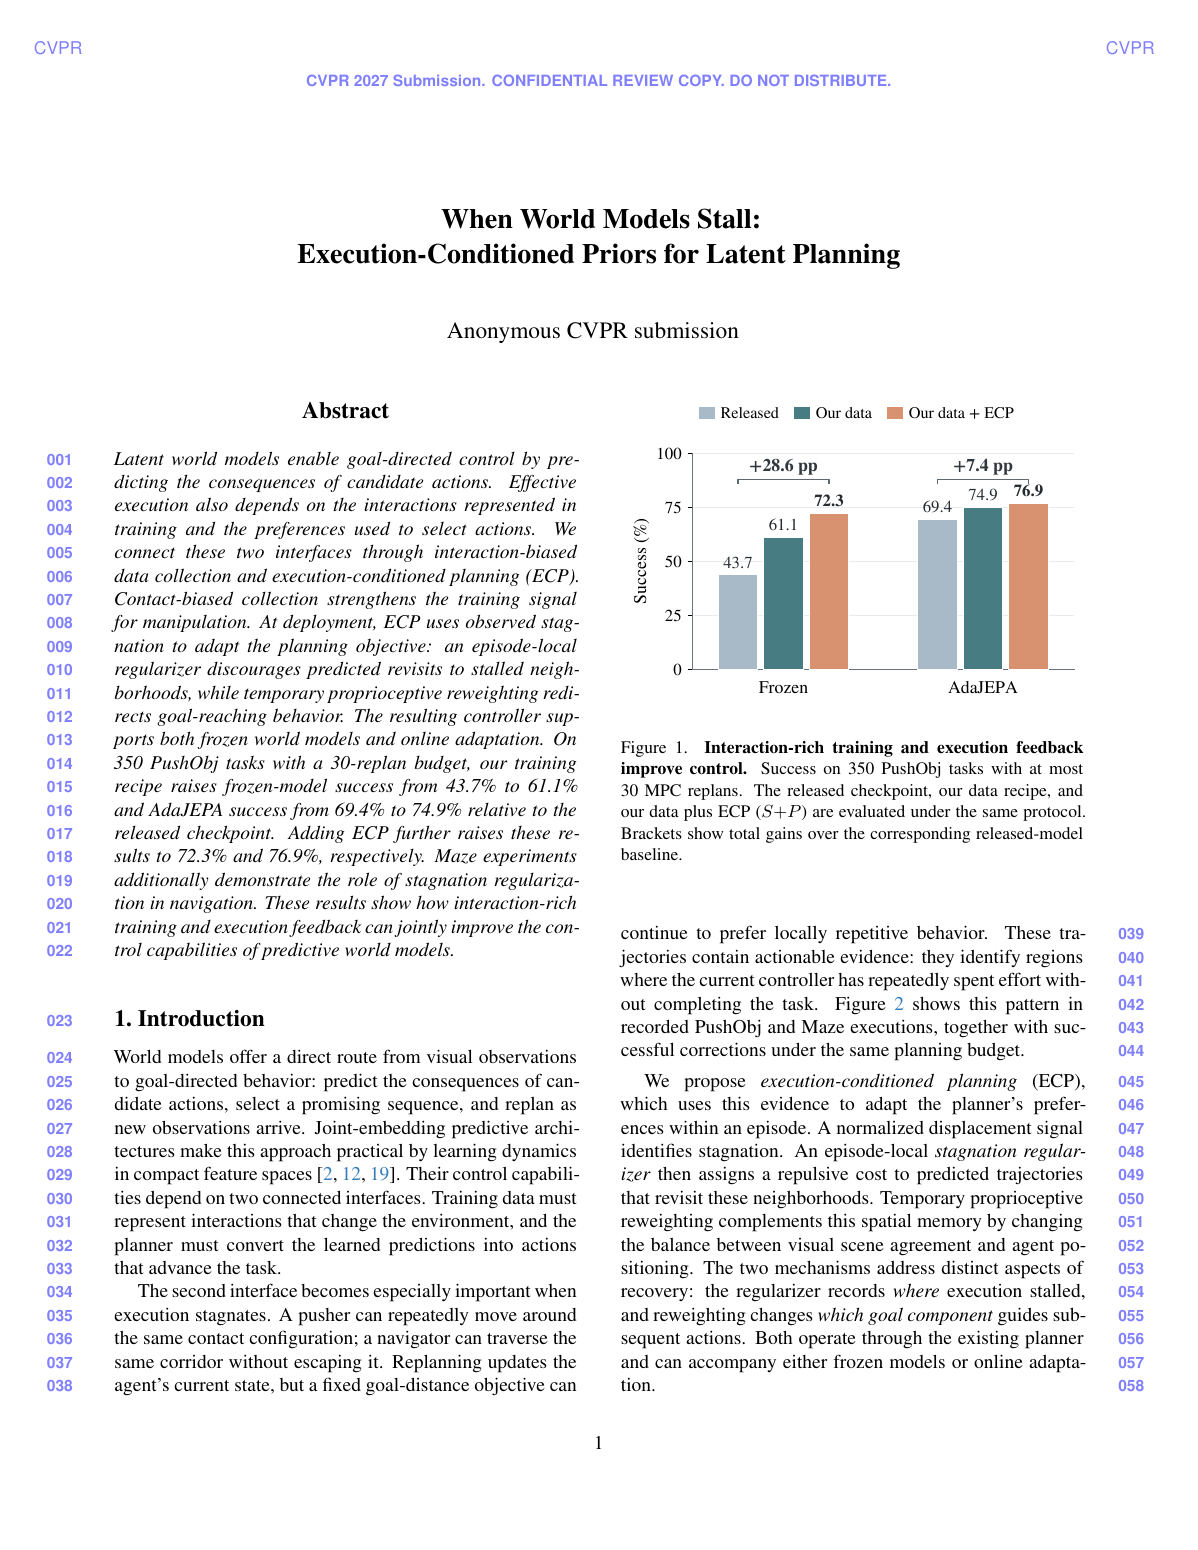 CVPR
CVPR
CVPR 2027 Submission. CONFIDENTIAL REVIEW COPY. DO NOT DISTRIBUTE.
When World Models Stall:
Execution-Conditioned Priors for Latent Planning
Anonymous CVPR submission
Abstract
001 Latent world models enable goal-directed control by pre-
002 dicting the consequences of candidate actions. Effective
003 execution also depends on the interactions represented in
004 training and the preferences used to select actions. We
005 connect these two interfaces through interaction-biased
006 data collection and execution-conditioned planning (ECP).
007 Contact-biased collection strengthens the training signal
008 for manipulation. At deployment, ECP uses observed stag-
009 nation to adapt the planning objective: an episode-local
010 regularizer discourages predicted revisits to stalled neigh-
011 borhoods, while temporary proprioceptive reweighting redi-
012 rects goal-reaching behavior. The resulting controller sup-
013 ports both frozen world models and online adaptation. On
014 350 PushObj tasks with a 30-replan budget, our training
015 recipe raises frozen-model success from 43.7% to 61.1%
016 and AdaJEPA success from 69.4% to 74.9% relative to the
017 released checkpoint. Adding ECP further raises these re-
018 sults to 72.3% and 76.9%, respectively. Maze experiments
019 additionally demonstrate the role of stagnation regulariza-
020 tion in navigation. These results show how interaction-rich
021 training and execution feedback can jointly improve the con-
022 trol capabilities of predictive world models.
023 1. Introduction
024 World models offer a direct route from visual observations
025 to goal-directed behavior: predict the consequences of can-
026 didate actions, select a promising sequence, and replan as
027 new observations arrive. Joint-embedding predictive archi-
028 tectures make this approach practical by learning dynamics
029 in compact feature spaces [2, 12, 19]. Their control capabili-
030 ties depend on two connected interfaces. Training data must
031 represent interactions that change the environment, and the
032 planner must convert the learned predictions into actions
033 that advance the task.
034 The second interface becomes especially important when
035 execution stagnates. A pusher can repeatedly move around
036 the same contact configuration; a navigator can traverse the
037 same corridor without escaping it. Replanning updates the
038 agent's current state, but a fixed goal-distance objective can
Released Our data Our data + ECP
Success (%)
100
75
50
25
0
+28.6 pp
43.7
61.1
72.3
Frozen
+7.4 pp
69.4
74.9
76.9
AdaJEPA
Figure 1. Interaction-rich training and execution feedback
improve control. Success on 350 PushObj tasks with at most
30 MPC replans. The released checkpoint, our data recipe, and
our data plus ECP (S+P) are evaluated under the same protocol.
Brackets show total gains over the corresponding released-model
baseline.
continue to prefer locally repetitive behavior. These tra- 039
jectories contain actionable evidence: they identify regions 040
where the current controller has repeatedly spent effort with- 041
out completing the task. Figure 2 shows this pattern in 042
recorded PushObj and Maze executions, together with suc- 043
cessful corrections under the same planning budget. 044
We propose execution-conditioned planning (ECP), 045
which uses this evidence to adapt the planner's prefer- 046
ences within an episode. A normalized displacement signal 047
identifies stagnation. An episode-local stagnation regular- 048
izer then assigns a repulsive cost to predicted trajectories 049
that revisit these neighborhoods. Temporary proprioceptive 050
reweighting complements this spatial memory by changing 051
the balance between visual scene agreement and agent po- 052
sitioning. The two mechanisms address distinct aspects of 053
recovery: the regularizer records where execution stalled, 054
and reweighting changes which goal component guides sub- 055
sequent actions. Both operate through the existing planner 056
and can accompany either frozen models or online adapta- 057
tion. 058
1